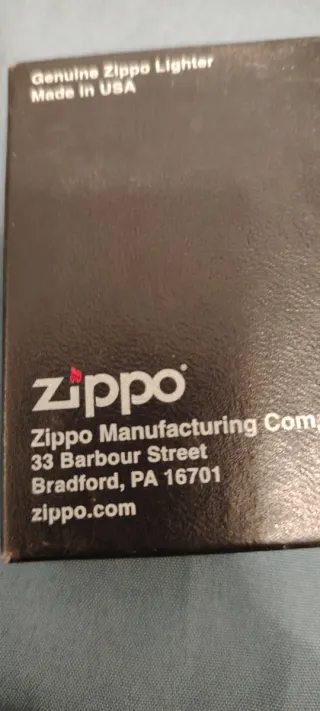 Genuine Zippo Lighter
Made in USA
zippo®
Zippo Manufacturing Com
33 Barbour Street
Bradford, PA 16701
zippo.com